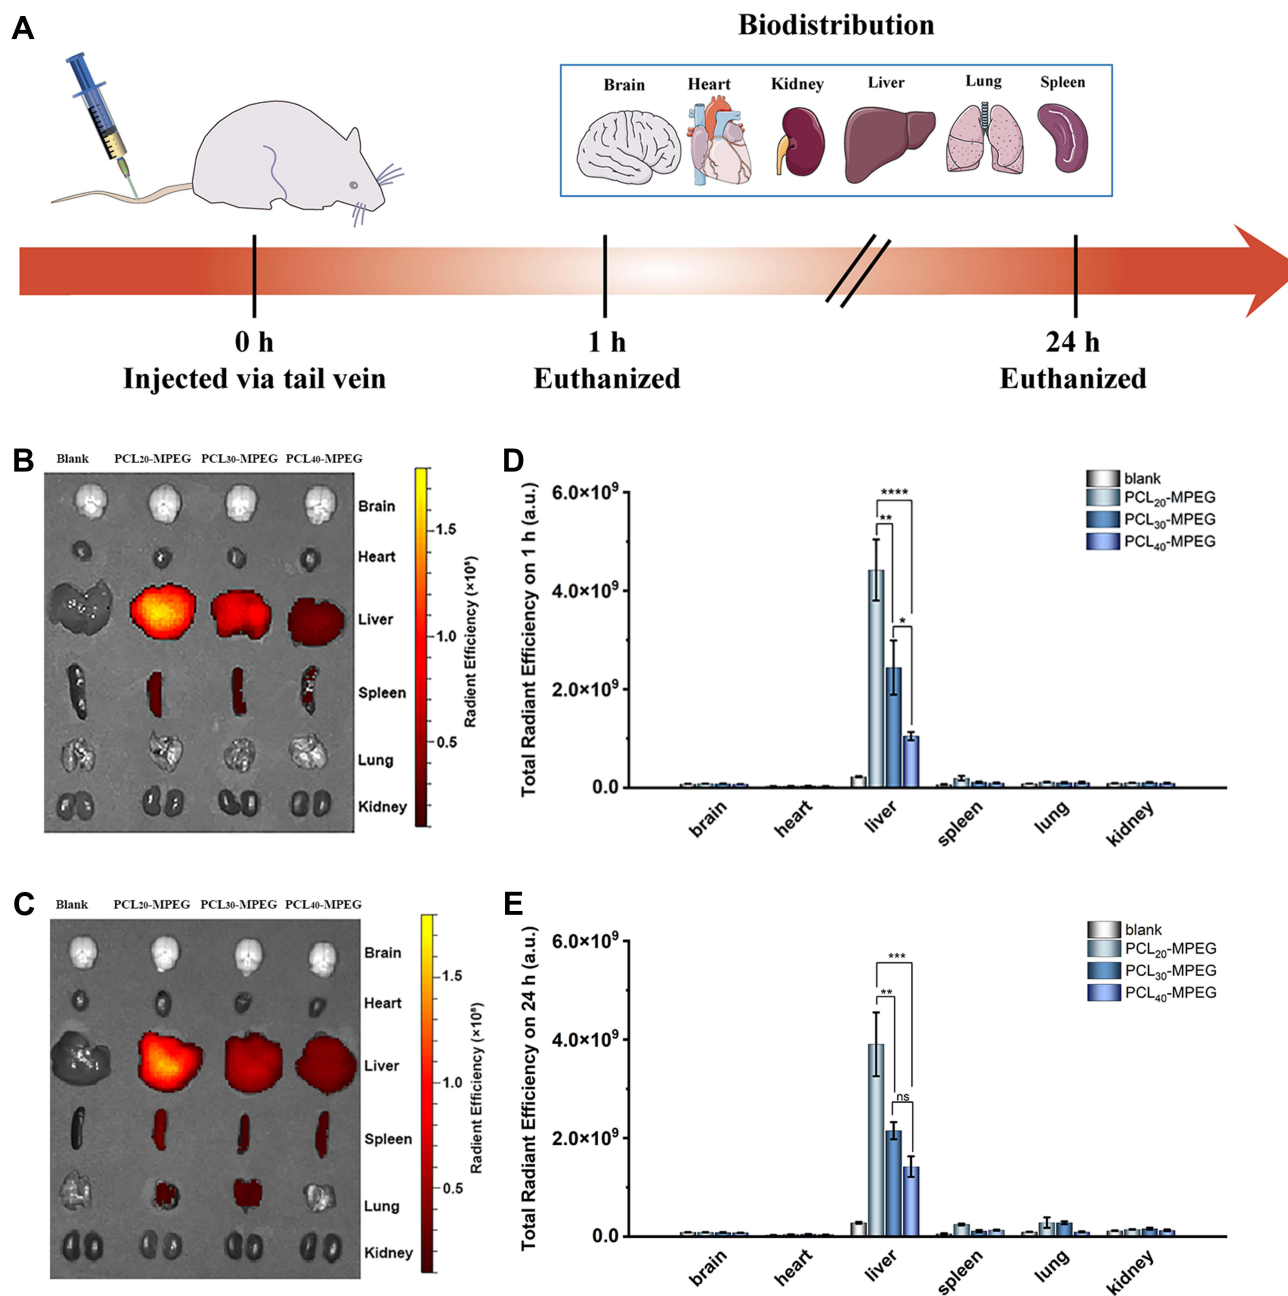 A
Biodistribution
Brain Heart Kidney Liver Lung Spleen
0 h
Injected via tail vein
1 h
Euthanized
24 h
Euthanized
B
Blank PCL20-MPEG PCL30-MPEG PCL40-MPEG
Brain
Heart
Liver
Spleen
Lung
Kidney
1.5
1.0
0.5
Radient Efficiency (×10⁸)
D
Total Radiant Efficiency on 1 h (a.u.)
6.0×10⁹
4.0×10⁹
2.0×10⁹
0.0
blank
PCL20-MPEG
PCL30-MPEG
PCL40-MPEG
****
**
*
brain heart liver spleen lung kidney
C
Blank PCL20-MPEG PCL30-MPEG PCL40-MPEG
Brain
Heart
Liver
Spleen
Lung
Kidney
1.5
1.0
0.5
Radient Efficiency (×10⁸)
E
Total Radiant Efficiency on 24 h (a.u.)
6.0×10⁹
4.0×10⁹
2.0×10⁹
0.0
blank
PCL20-MPEG
PCL30-MPEG
PCL40-MPEG
***
**
ns
brain heart liver spleen lung kidney